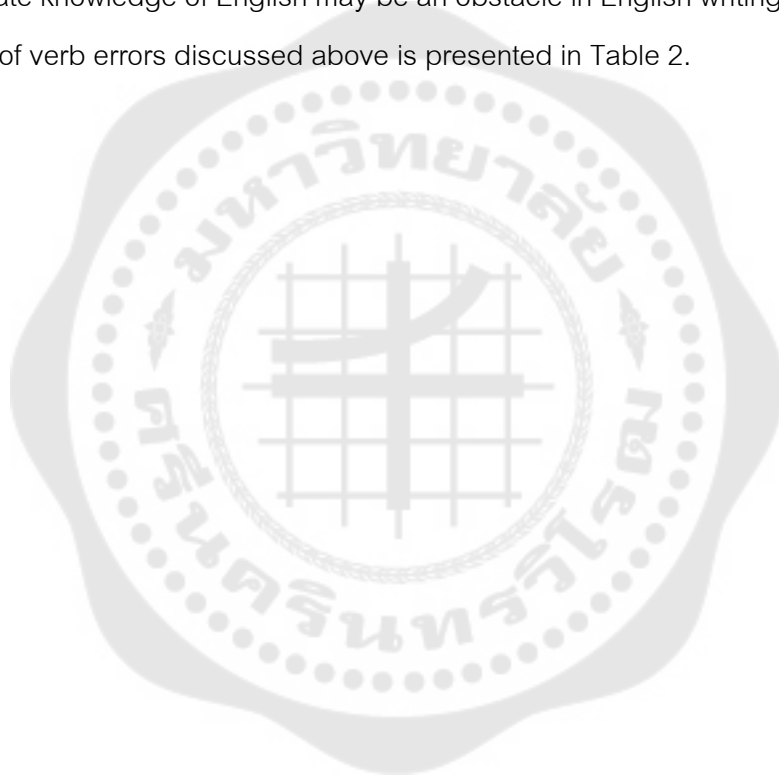 ate knowledge of English may be an obstacle in English writing
of verb errors discussed above is presented in Table 2.
มหาวิทยาลัย
ศรีนครินทรวิโรฒ